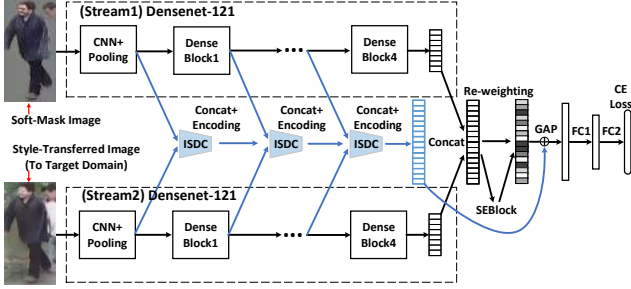 (Stream1) Densenet-121
CNN+
Pooling
Dense
Block1
Dense
Block4
Soft-Mask Image
Style-Transferred Image
(To Target Domain)
Concat+
Encoding
Concat+
Encoding
Concat+
Encoding
ISDC
ISDC
ISDC
Concat
Re-weighting
SEBlock
GAP
FC1
FC2
CE
Loss
(Stream2) Densenet-121
CNN+
Pooling
Dense
Block1
Dense
Block4